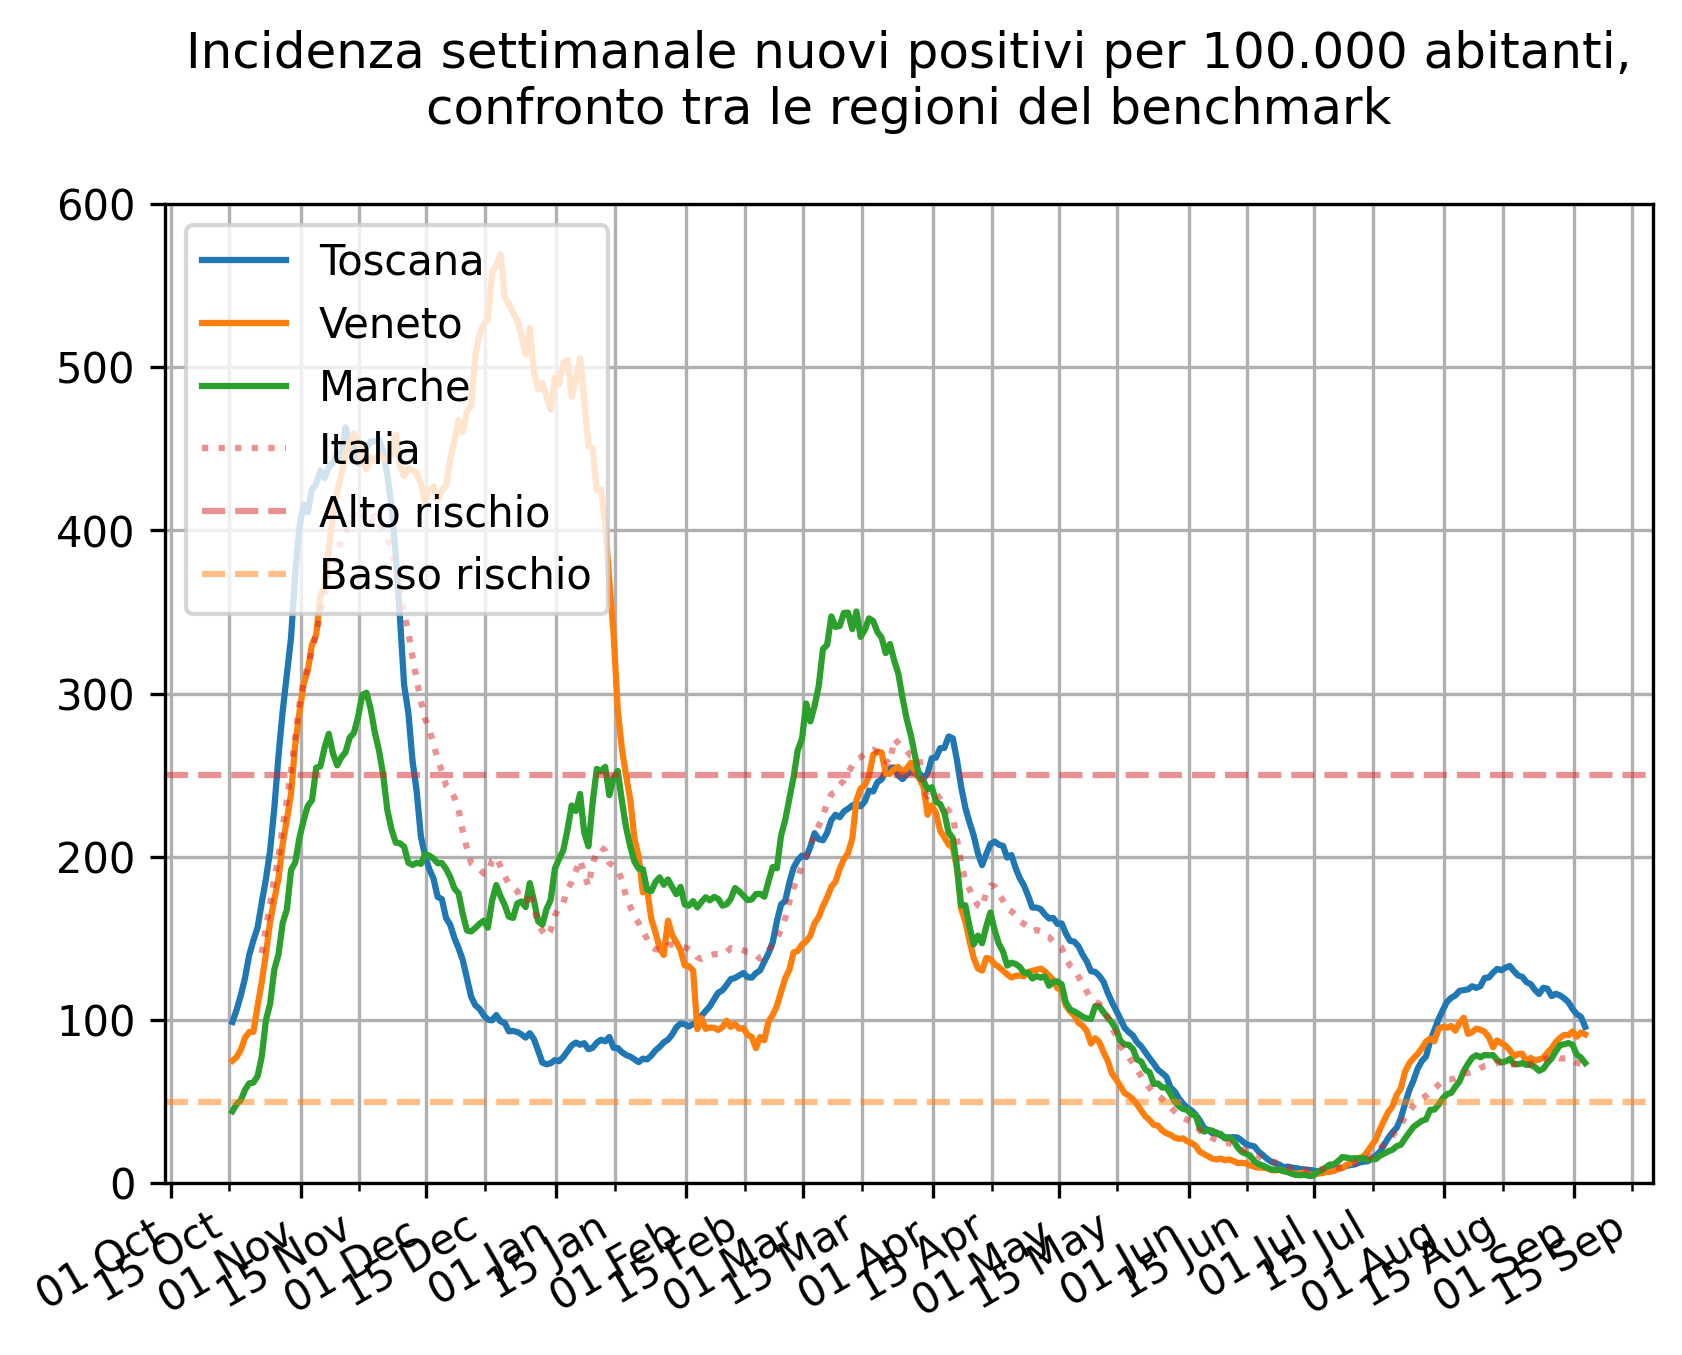 Incidenza settimanale nuovi positivi per 100.000 abitanti,
confronto tra le regioni del benchmark
600
500
400
300
200
100
0
Toscana
Veneto
Marche
Italia
Alto rischio
Basso rischio
01 Oct
15 Oct
01 Nov
15 Nov
01 Dec
15 Dec
01 Jan
15 Jan
01 Feb
15 Feb
01 Mar
15 Mar
01 Apr
15 Apr
01 May
15 May
01 Jun
15 Jun
01 Jul
15 Jul
01 Aug
15 Aug
01 Sep
15 Sep